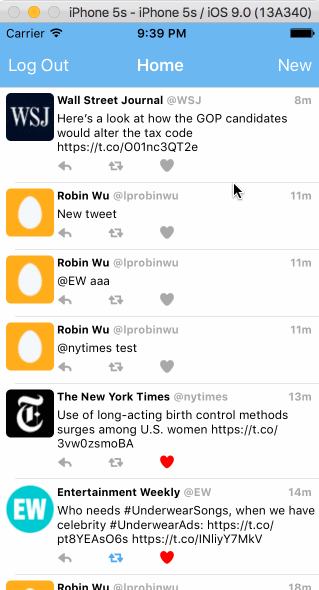 iPhone 5s - iPhone 5s / iOS 9.0 (13A340)
Carrier 9:39 PM
Log Out Home New
WSJ
Wall Street Journal @WSJ 8m
Here's a look at how the GOP candidates
would alter the tax code
https://t.co/O01nc3QT2e
Robin Wu @lprobinwu 11m
New tweet
Robin Wu @lprobinwu 11m
@EW aaa
Robin Wu @lprobinwu 11m
@nytimes test
The New York Times @nytimes 13m
Use of long-acting birth control methods
surges among U.S. women https://t.co/
3vw0zsmoBA
EW
Entertainment Weekly @EW 14m
Who needs #UnderwearSongs, when we have
celebrity #UnderwearAds: https://t.co/
pt8YEAsO6s https://t.co/INliyY7MkV
Robin Wu @lprobinwu 18m